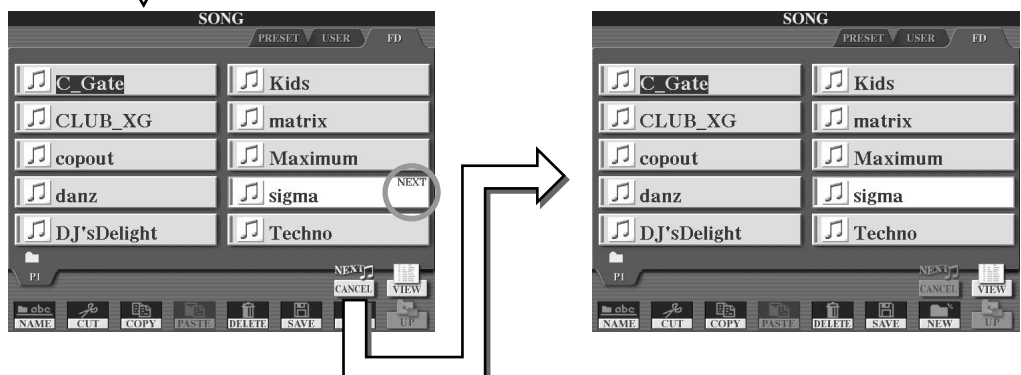 SONG
PRESET USER FD
C_Gate Kids
CLUB_XG matrix
copout Maximum
danz sigma NEXT
DJ'sDelight Techno
P1 NEXT CANCEL VIEW
abc NAME CUT COPY PASTE DELETE SAVE UP
SONG
PRESET USER FD
C_Gate Kids
CLUB_XG matrix
copout Maximum
danz sigma
DJ'sDelight Techno
P1 NEXT CANCEL VIEW
abc NAME CUT COPY PASTE DELETE SAVE NEW UP